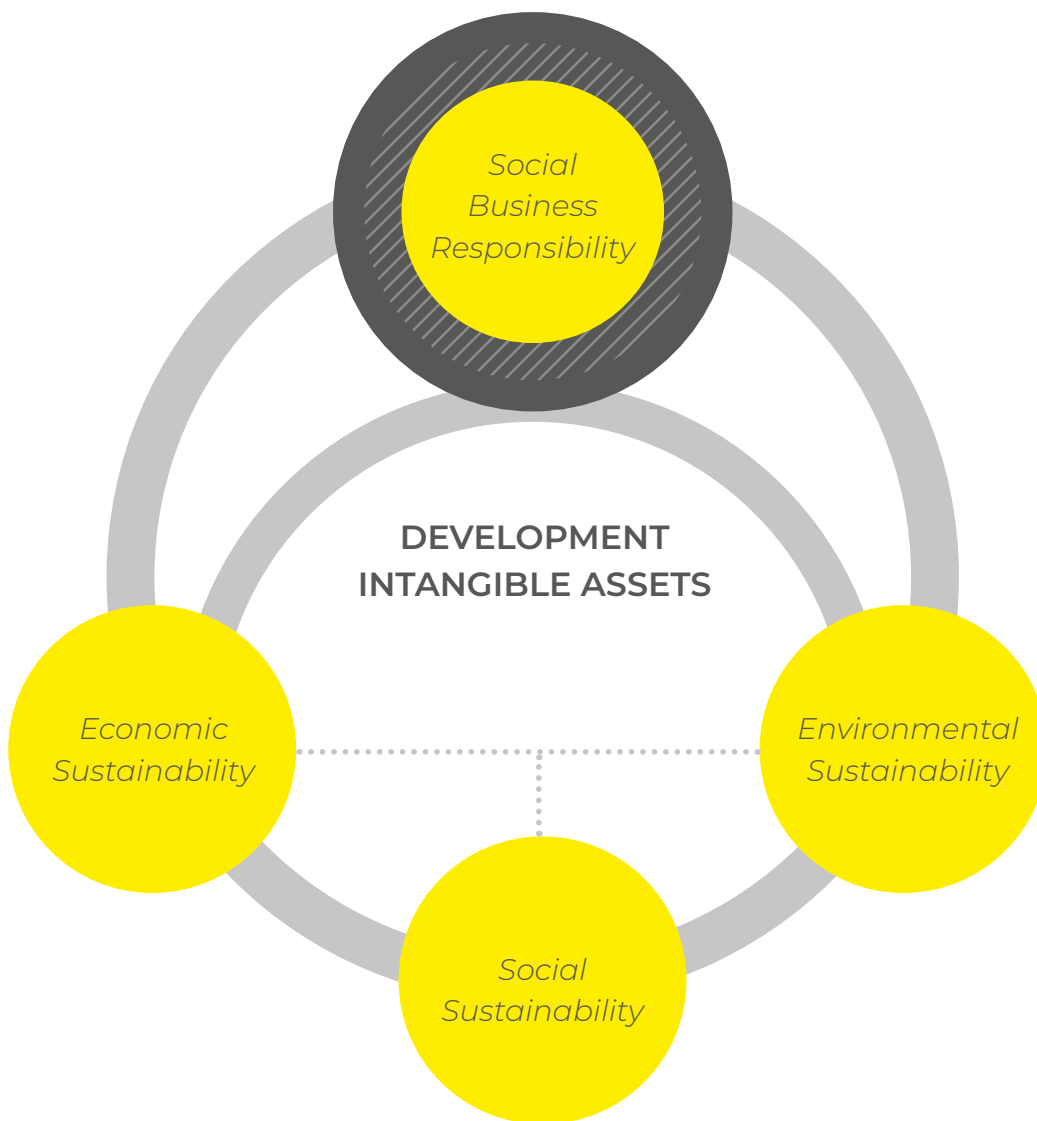 Social
Business
Responsibility
DEVELOPMENT
INTANGIBLE ASSETS
Economic
Sustainability
Environmental
Sustainability
Social
Sustainability